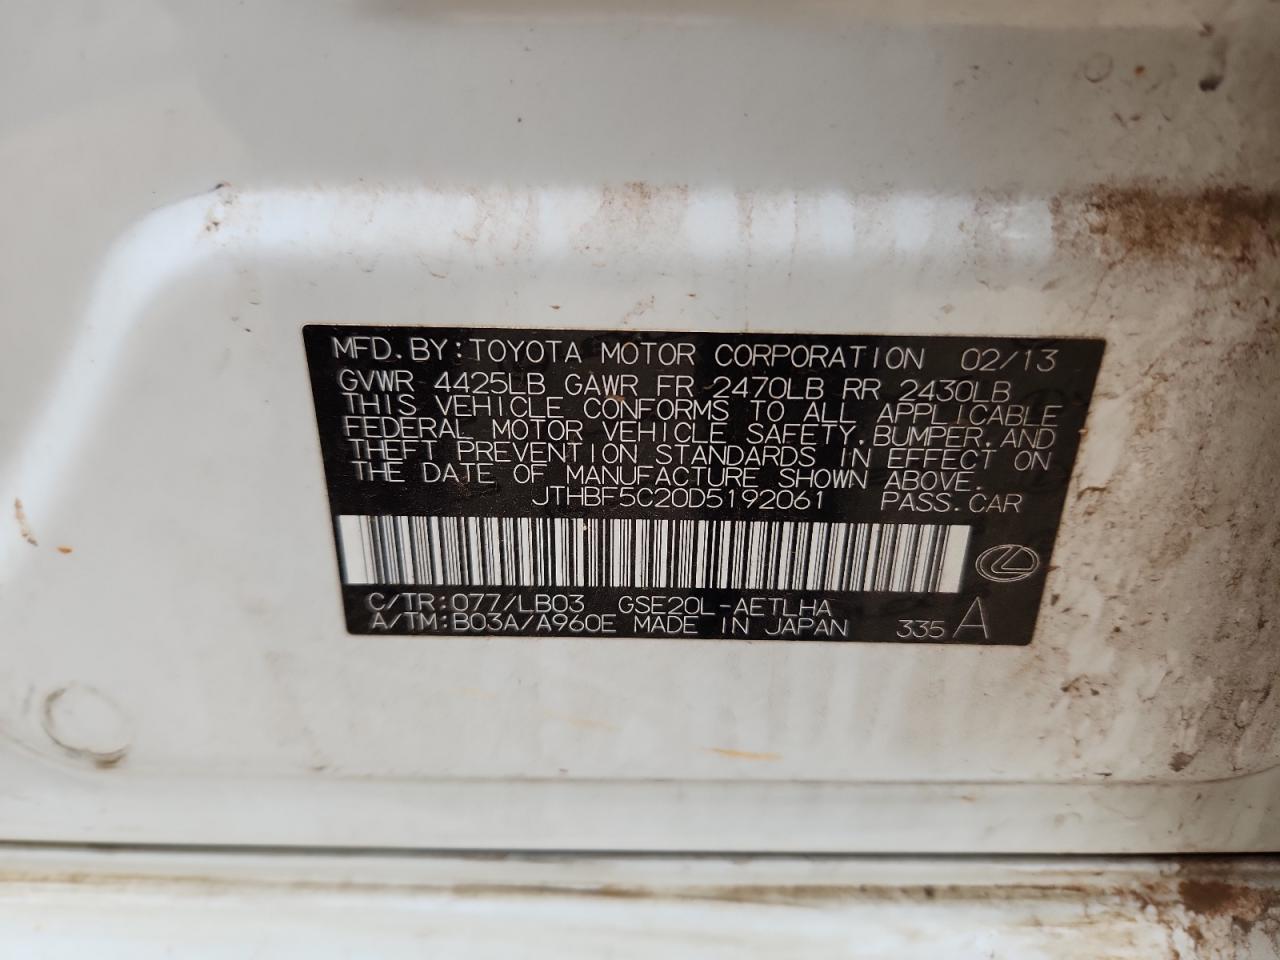 MFD.BY:TOYOTA MOTOR CORPORATION 02/13
GVWR 4425LB GAWR FR 2470LB RR 2430LB
THIS VEHICLE CONFORMS TO ALL APPLICABLE
FEDERAL MOTOR VEHICLE SAFETY,BUMPER,AND
THEFT PREVENTION STANDARDS IN EFFECT ON
THE DATE OF MANUFACTURE SHOWN ABOVE.
JTHBF5C20D5192061 PASS.CAR
C/TR:077/LB03 GSE20L-AETLHA
A/TM:B03A/A960E MADE IN JAPAN 335 A